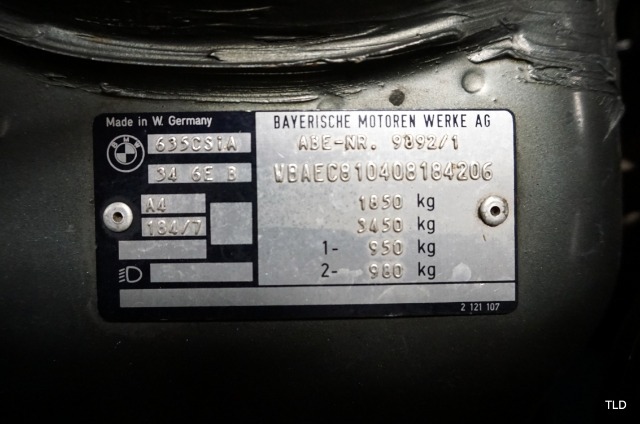 Made in W. Germany
BMW
635CSIA
34 6E B
A4
184/7
BAYERISCHE MOTOREN WERKE AG
ABE-NR. 9892/1
WBAEC810408184206
1850 kg
3450 kg
1- 950 kg
2- 980 kg
2 121 107
TLD